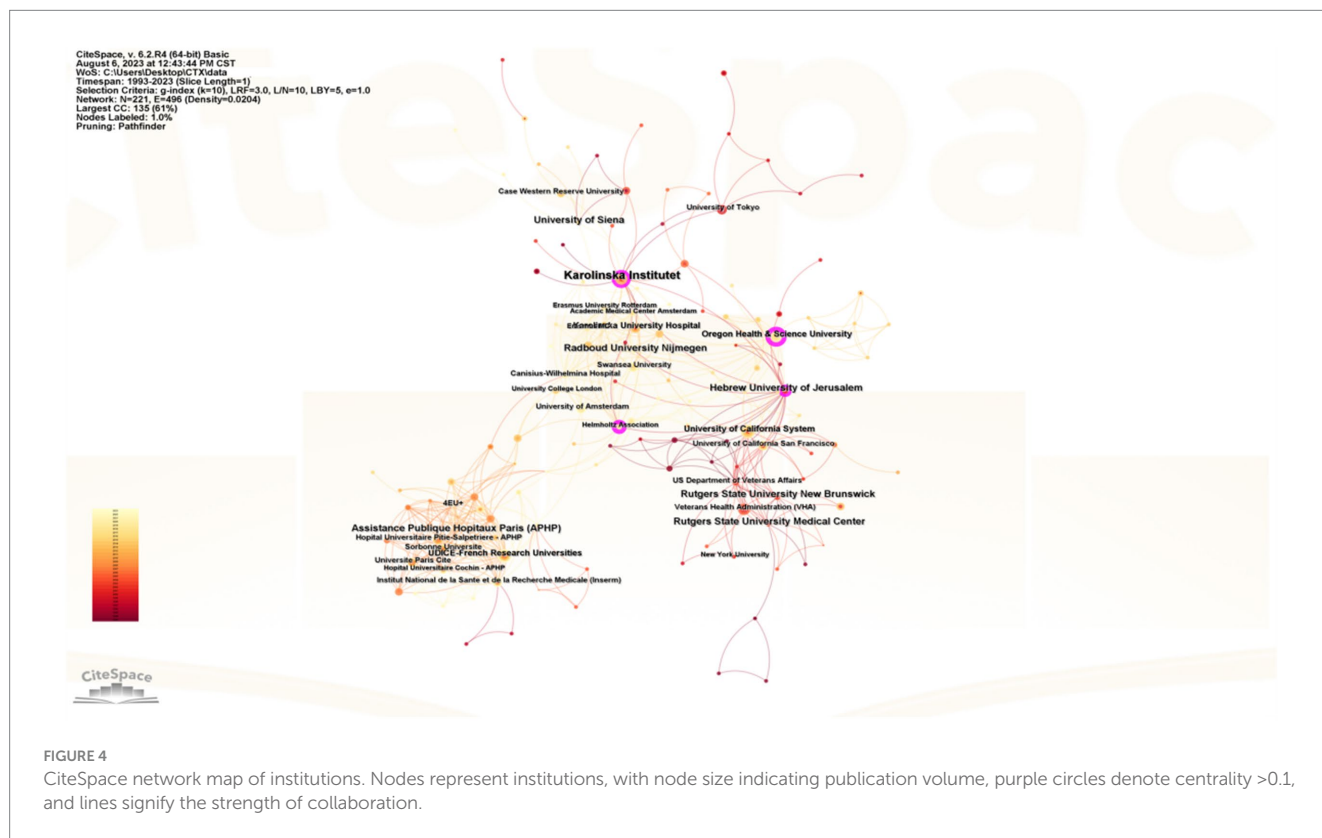 CiteSpace, v. 6.2.R4 (64-bit) Basic
August 6, 2023 at 12:43:44 PM CST
WoS: C:\Users\Desktop\CTX\data
Timespan: 1993-2023 (Slice Length=1)
Selection Criteria: g-index (k=10), LRF=3.0, L/N=10, LBY=5, e=1.0
Network: N=221, E=496 (Density=0.0204)
Largest CC: 135 (61%)
Nodes Labeled: 1.0%
Pruning: Pathfinder
CiteSpac
Case Western Reserve University
University of Tokyo
University of Siena
Karolinska Institutet
Erasmus University Rotterdam
Academic Medical Center Amsterdam
Karolinska University Hospital
Oregon Health & Science University
Radboud University Nijmegen
Swansea University
Canisius-Wilhelmina Hospital
University College London
Hebrew University of Jerusalem
University of Amsterdam
Helmholtz Association
University of California System
University of California San Francisco
US Department of Veterans Affairs
Rutgers State University New Brunswick
4EU+
Veterans Health Administration (VHA)
Rutgers State University Medical Center
Assistance Publique Hopitaux Paris (APHP)
Hopital Universitaire Pitie-Salpetriere - APHP
Sorbonne Universite
UDICE-French Research Universities
New York University
Universite Paris Cite
Hopital Universitaire Cochin - APHP
Institut National de la Sante et de la Recherche Medicale (Inserm)
CiteSpace
FIGURE 4
CiteSpace network map of institutions. Nodes represent institutions, with node size indicating publication volume, purple circles denote centrality >0.1,
and lines signify the strength of collaboration.